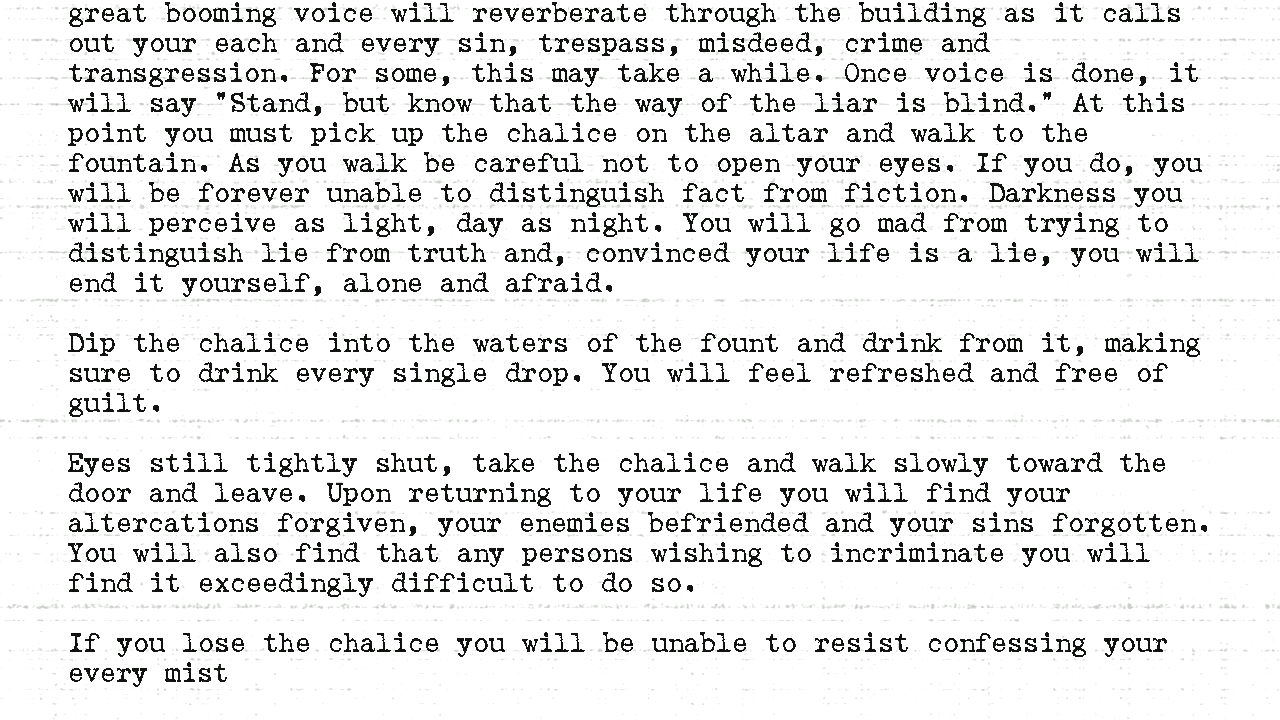 great booming voice will reverberate through the building as it calls
out your each and every sin, trespass, misdeed, crime and
transgression. For some, this may take a while. Once voice is done, it
will say "Stand, but know that the way of the liar is blind." At this
point you must pick up the chalice on the altar and walk to the
fountain. As you walk be careful not to open your eyes. If you do, you
will be forever unable to distinguish fact from fiction. Darkness you
will perceive as light, day as night. You will go mad from trying to
distinguish lie from truth and, convinced your life is a lie, you will
end it yourself, alone and afraid.
Dip the chalice into the waters of the fount and drink from it, making
sure to drink every single drop. You will feel refreshed and free of
guilt.
Eyes still tightly shut, take the chalice and walk slowly toward the
door and leave. Upon returning to your life you will find your
altercations forgiven, your enemies befriended and your sins forgotten.
You will also find that any persons wishing to incriminate you will
find it exceedingly difficult to do so.
If you lose the chalice you will be unable to resist confessing your
every mist